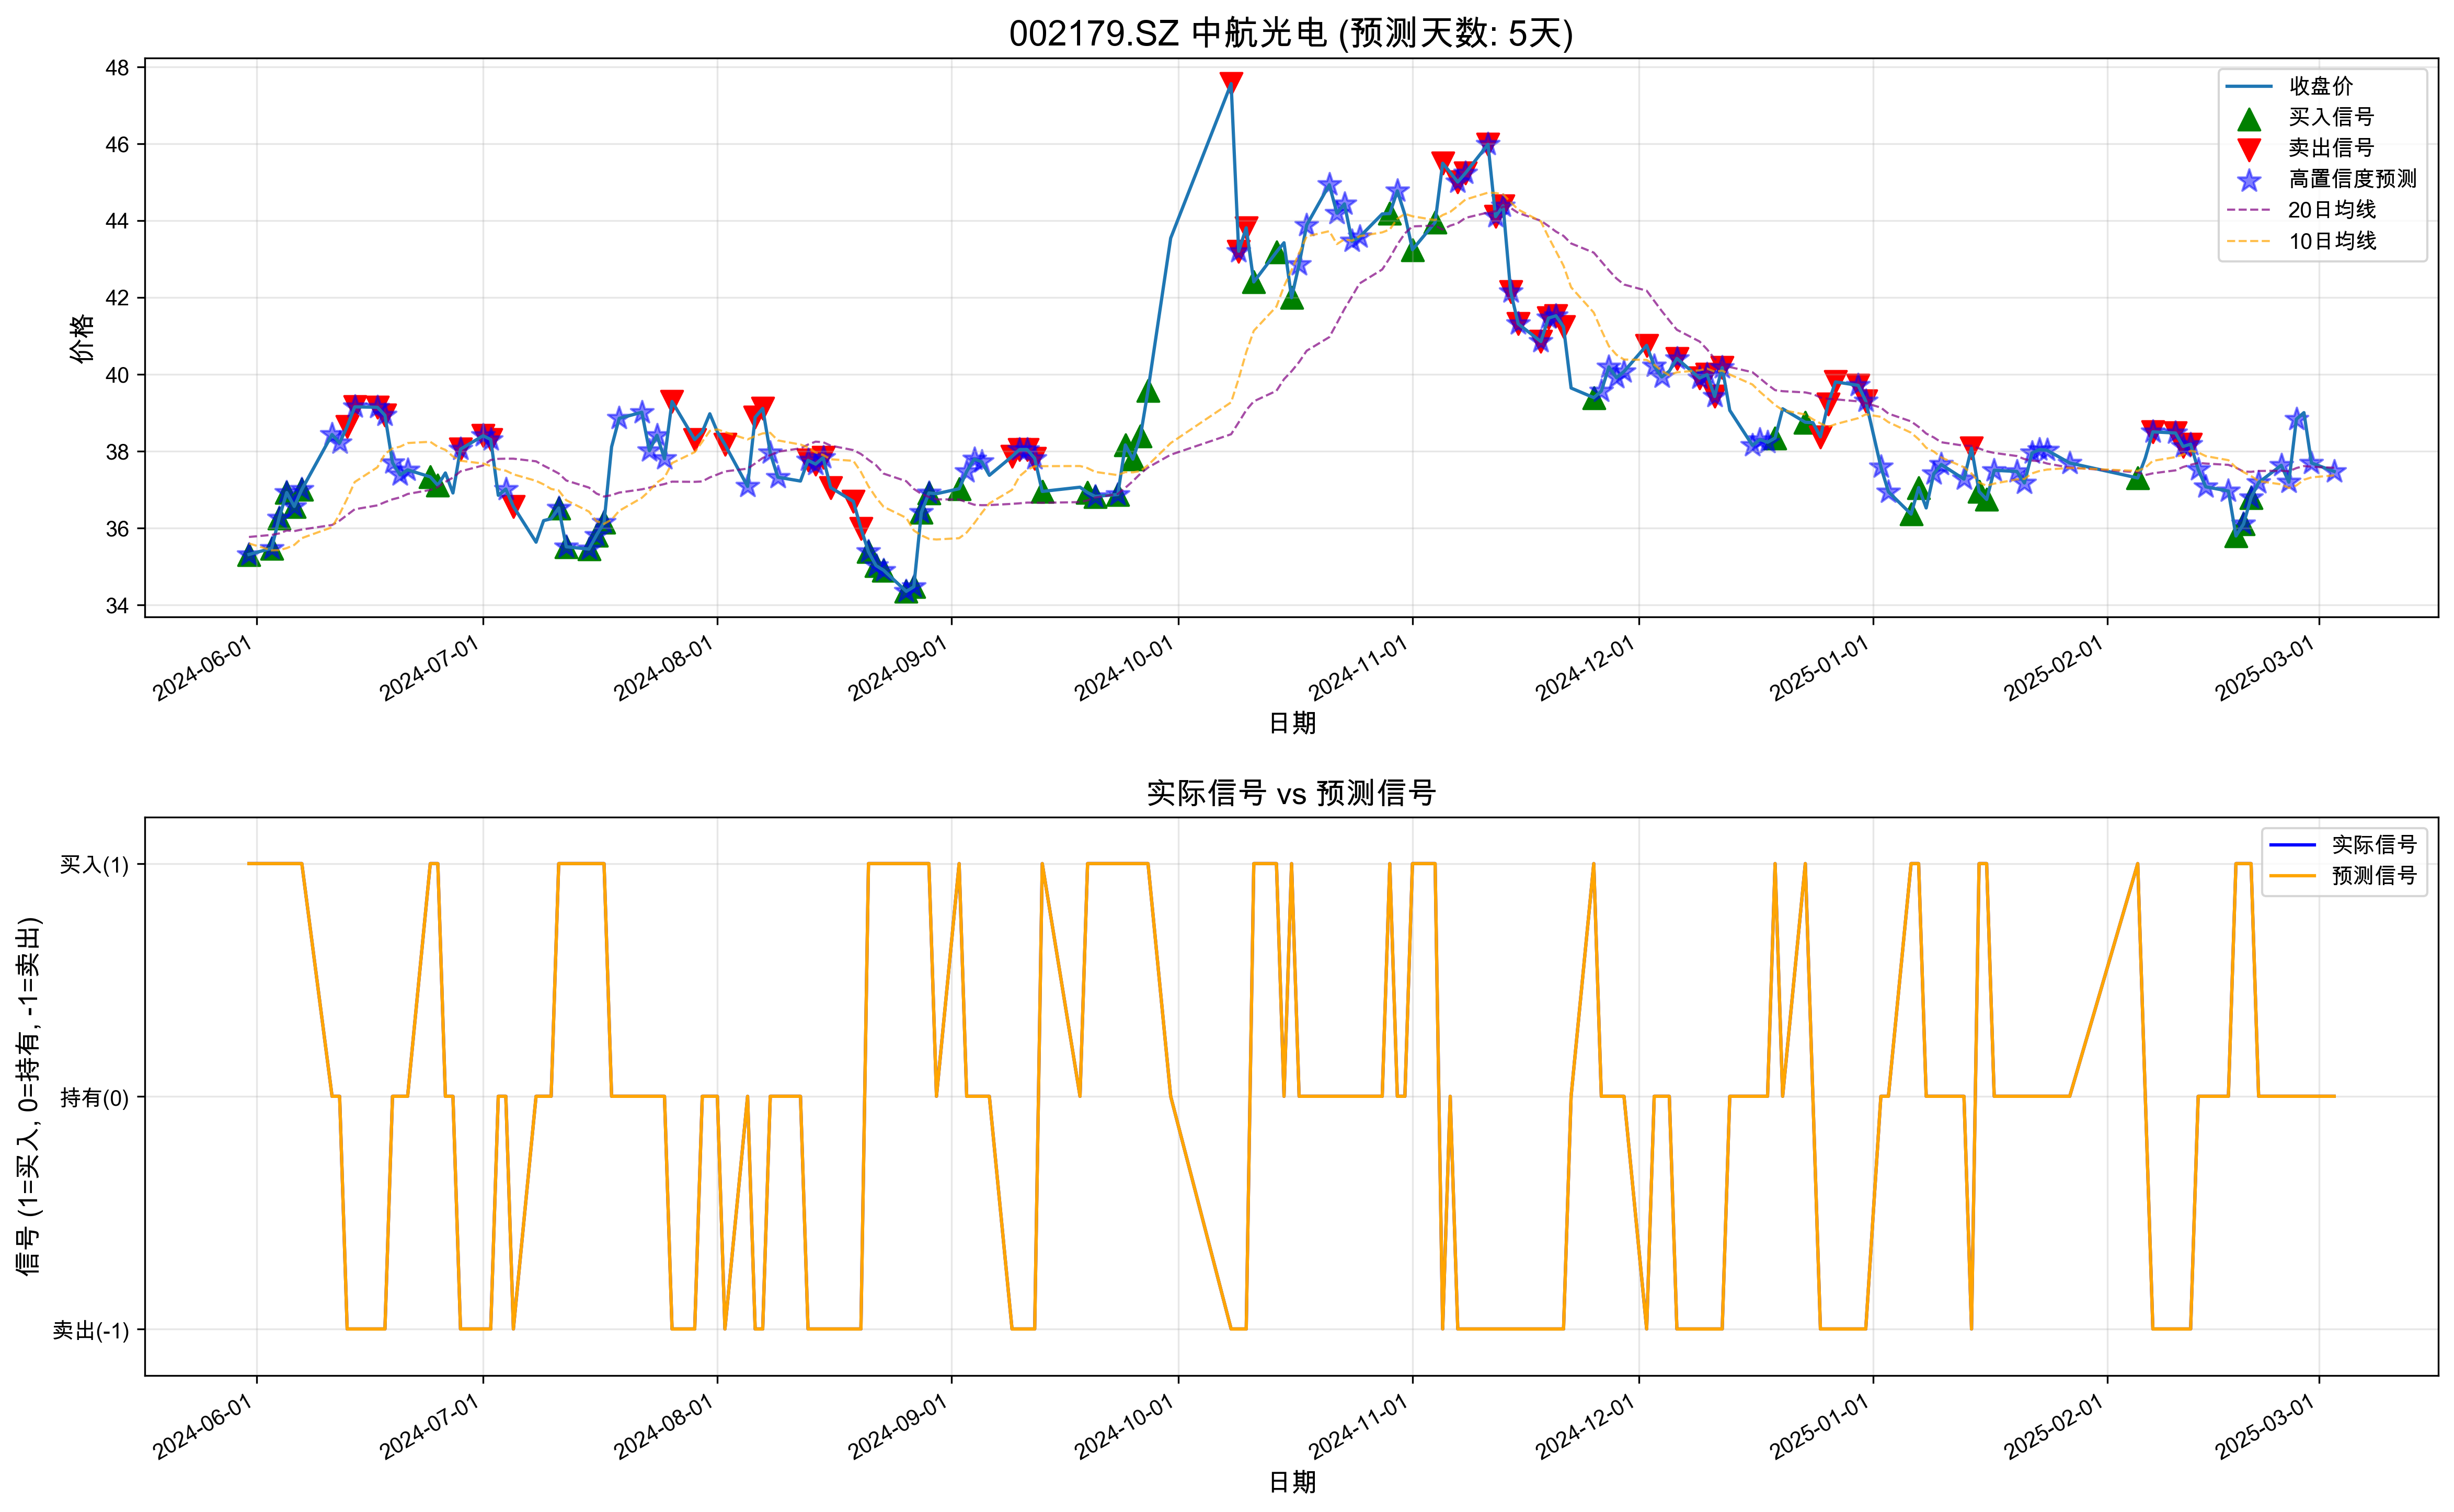 002179.SZ 中航光电 (预测天数: 5天)
价格
48
46
44
42
40
38
36
34
收盘价
买入信号
卖出信号
高置信度预测
20日均线
10日均线
2024-06-01
2024-07-01
2024-08-01
2024-09-01
2024-10-01
2024-11-01
2024-12-01
2025-01-01
2025-02-01
2025-03-01
日期
实际信号 vs 预测信号
信号 (1=买入, 0=持有, -1=卖出)
买入(1)
持有(0)
卖出(-1)
实际信号
预测信号
2024-06-01
2024-07-01
2024-08-01
2024-09-01
2024-10-01
2024-11-01
2024-12-01
2025-01-01
2025-02-01
2025-03-01
日期